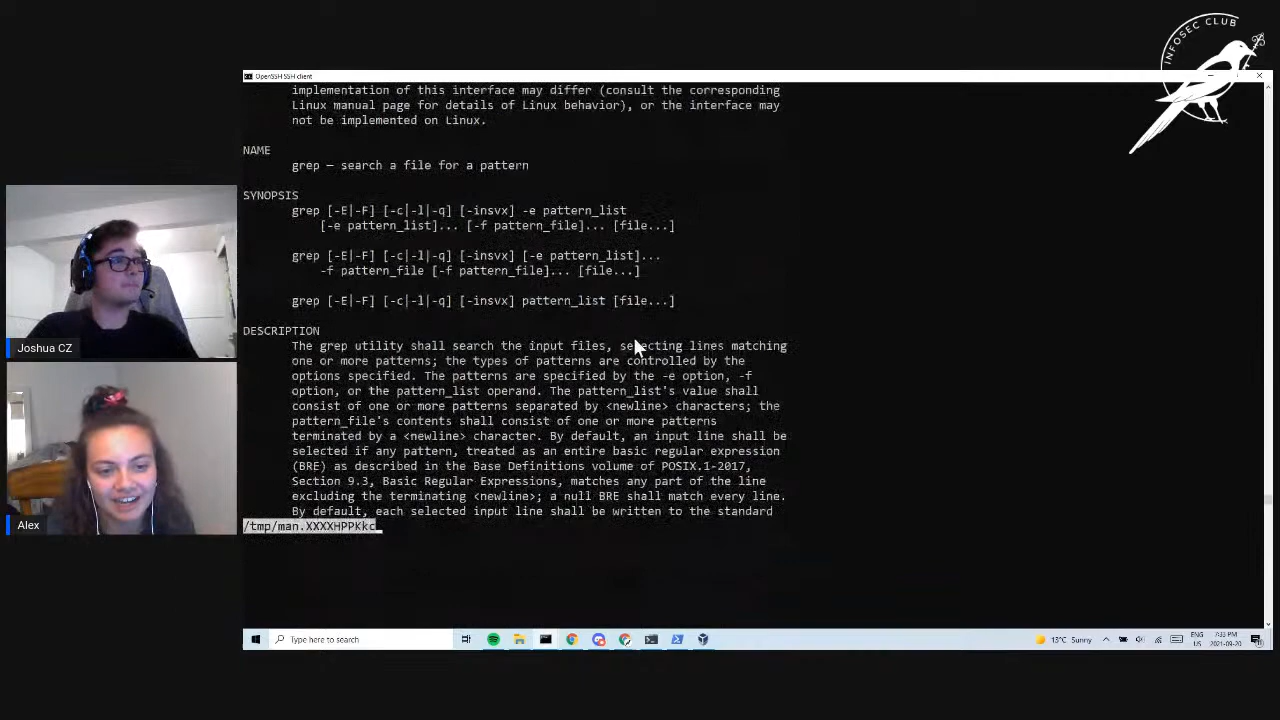 INFOSEC CLUB
OpenSSH SSH client
implementation of this interface may differ (consult the corresponding
Linux manual page for details of Linux behavior), or the interface may
not be implemented on Linux.
NAME
grep — search a file for a pattern
SYNOPSIS
grep [-E|-F] [-c|-l|-q] [-insvx] -e pattern_list
[-e pattern_list]... [-f pattern_file]... [file...]
grep [-E|-F] [-c|-l|-q] [-insvx] [-e pattern_list]...
-f pattern_file [-f pattern_file]... [file...]
grep [-E|-F] [-c|-l|-q] [-insvx] pattern_list [file...]
DESCRIPTION
The grep utility shall search the input files, selecting lines matching
one or more patterns; the types of patterns are controlled by the
options specified. The patterns are specified by the -e option, -f
option, or the pattern_list operand. The pattern_list's value shall
consist of one or more patterns separated by <newline> characters; the
pattern_file's contents shall consist of one or more patterns
terminated by a <newline> character. By default, an input line shall be
selected if any pattern, treated as an entire basic regular expression
(BRE) as described in the Base Definitions volume of POSIX.1-2017,
Section 9.3, Basic Regular Expressions, matches any part of the line
excluding the terminating <newline>; a null BRE shall match every line.
By default, each selected input line shall be written to the standard
/tmp/man.XXXXHPPKkc
Joshua CZ
Alex
Type here to search
13°C Sunny
ENG
US
7:33 PM
2021-09-20